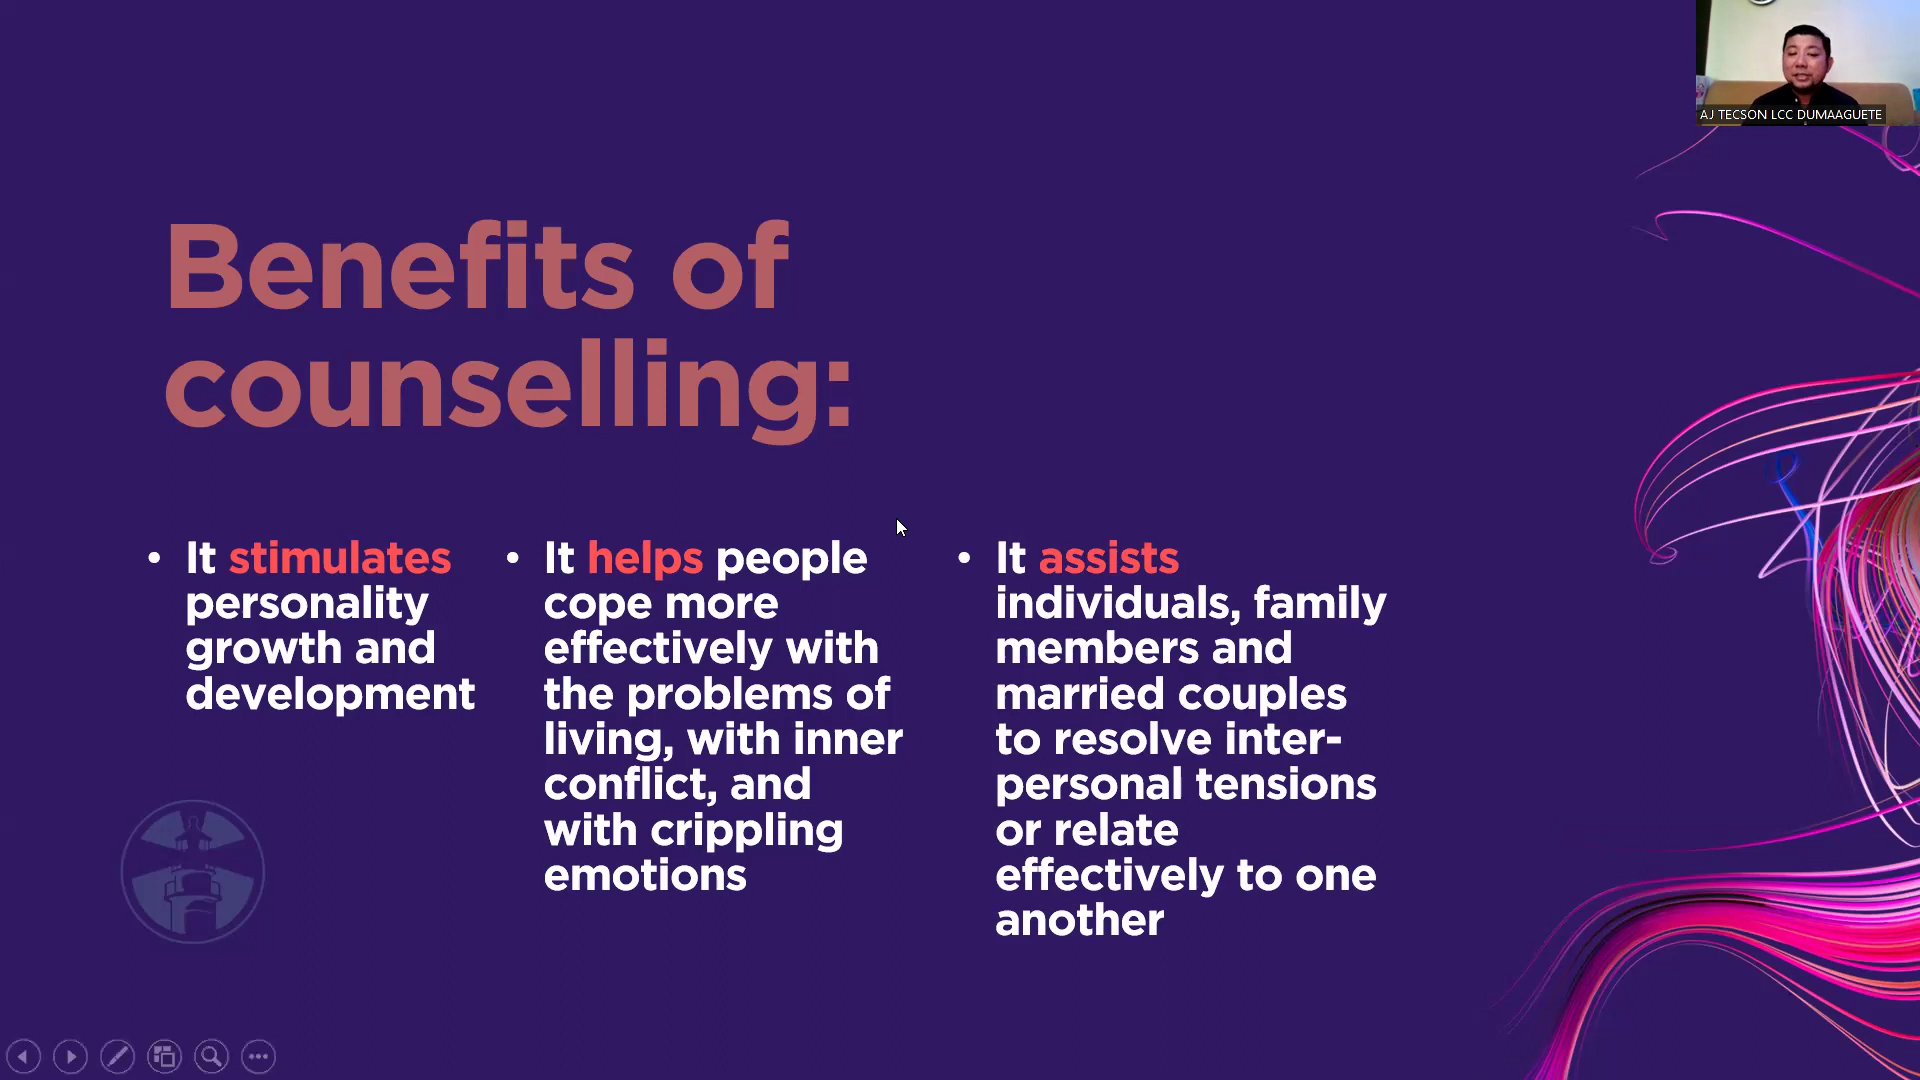 AJ TECSON LCC DUMAAGUETE
Benefits of
counselling:
• It stimulates
personality
growth and
development
• It helps people
cope more
effectively with
the problems of
living, with inner
conflict, and
with crippling
emotions
• It assists
individuals, family
members and
married couples
to resolve inter-
personal tensions
or relate
effectively to one
another